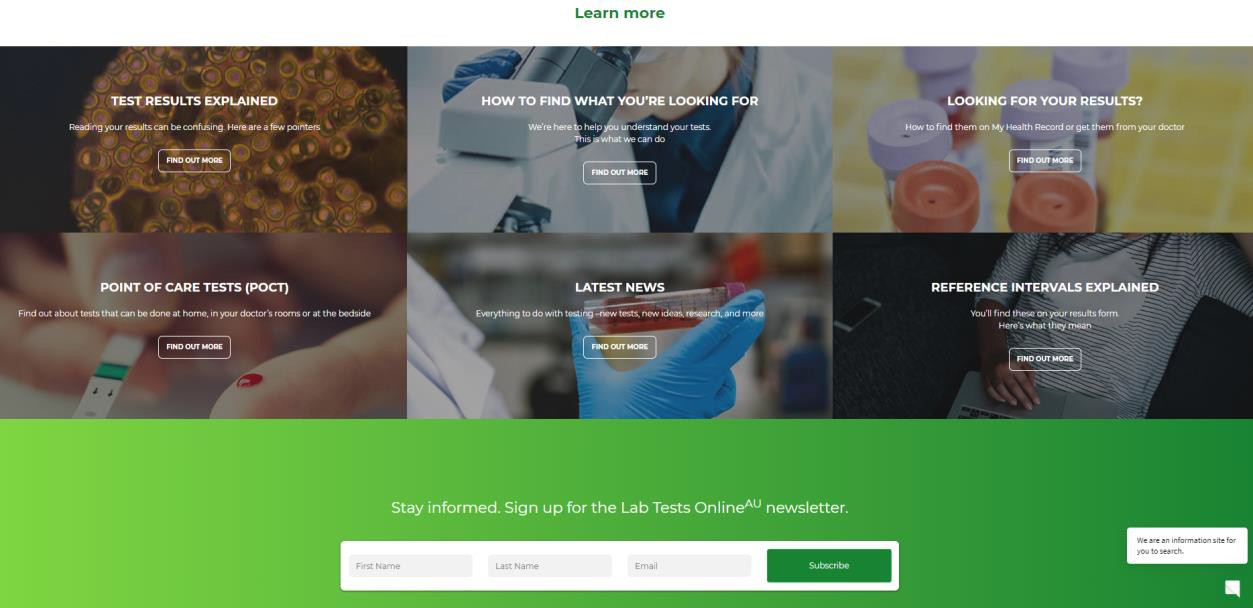 Learn more
TEST RESULTS EXPLAINED
Reading your results can be confusing. Here are a few pointers
FIND OUT MORE
HOW TO FIND WHAT YOU'RE LOOKING FOR
We're here to help you understand your tests.
This is what we can do
FIND OUT MORE
LOOKING FOR YOUR RESULTS?
How to find them on My Health Record or get them from your doctor
FIND OUT MORE
POINT OF CARE TESTS (POCT)
Find out about tests that can be done at home, in your doctor's rooms or at the bedside
FIND OUT MORE
LATEST NEWS
Everything to do with testing –new tests, new ideas, research, and more
FIND OUT MORE
REFERENCE INTERVALS EXPLAINED
You'll find these on your results form.
Here's what they mean
FIND OUT MORE
Stay informed. Sign up for the Lab Tests OnlineAU newsletter.
First Name
Last Name
Email
Subscribe
We are an information site for
you to search.